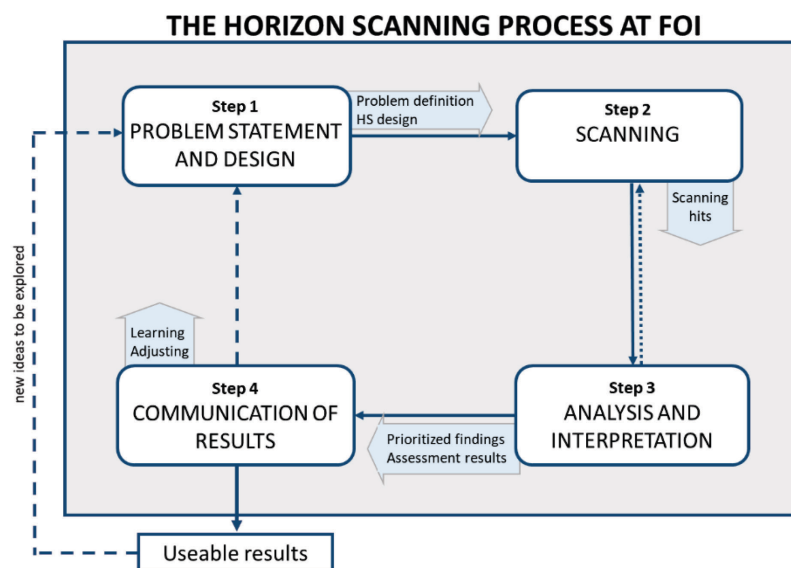 THE HORIZON SCANNING PROCESS AT FOI
Step 1
PROBLEM STATEMENT
AND DESIGN
Problem definition
HS design
Step 2
SCANNING
Scanning
hits
Step 3
ANALYSIS AND
INTERPRETATION
Prioritized findings
Assessment results
Step 4
COMMUNICATION OF
RESULTS
Learning
Adjusting
Useable results
new ideas to be explored